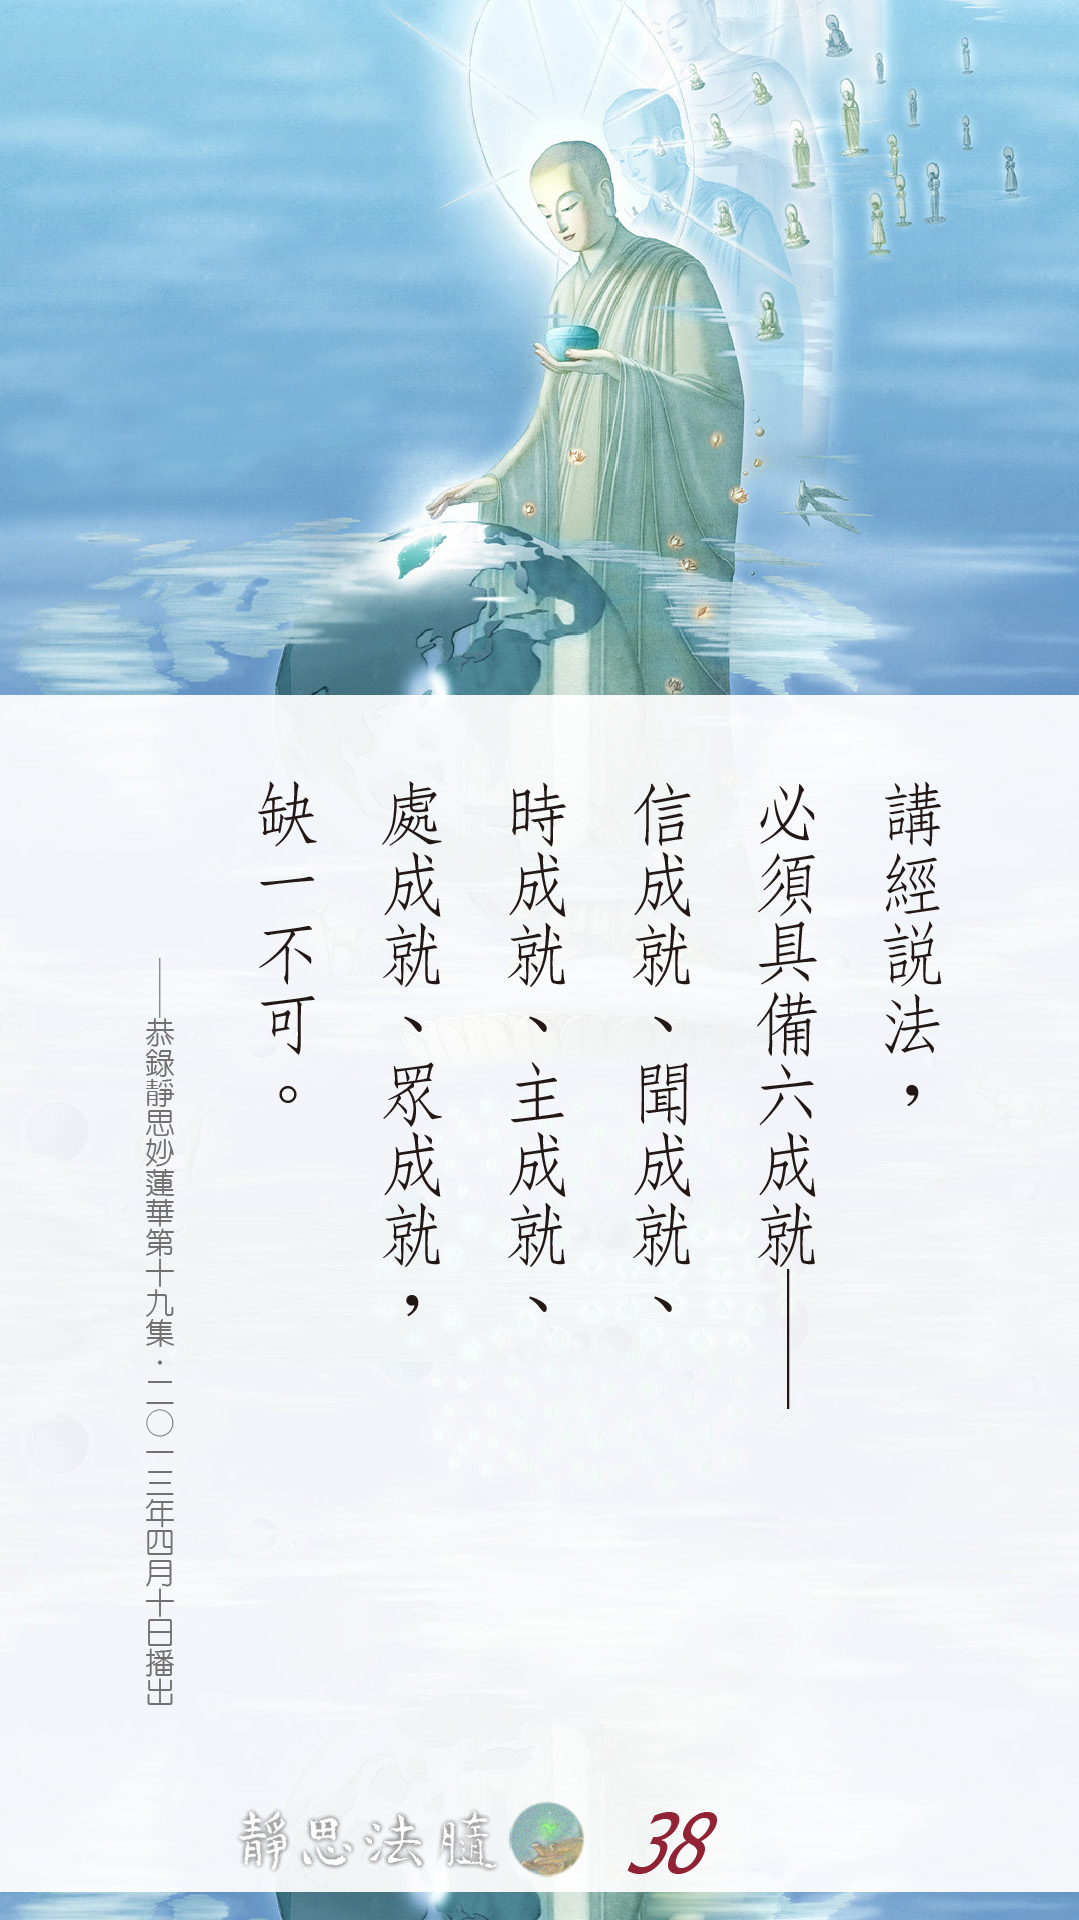 講經說法，
必須具備六成就——
信成就、聞成就、
時成就、主成就、
處成就、眾成就，
缺一不可。
——恭錄靜思妙蓮華第十九集・二〇一三年四月十日播出
靜思法髓
38